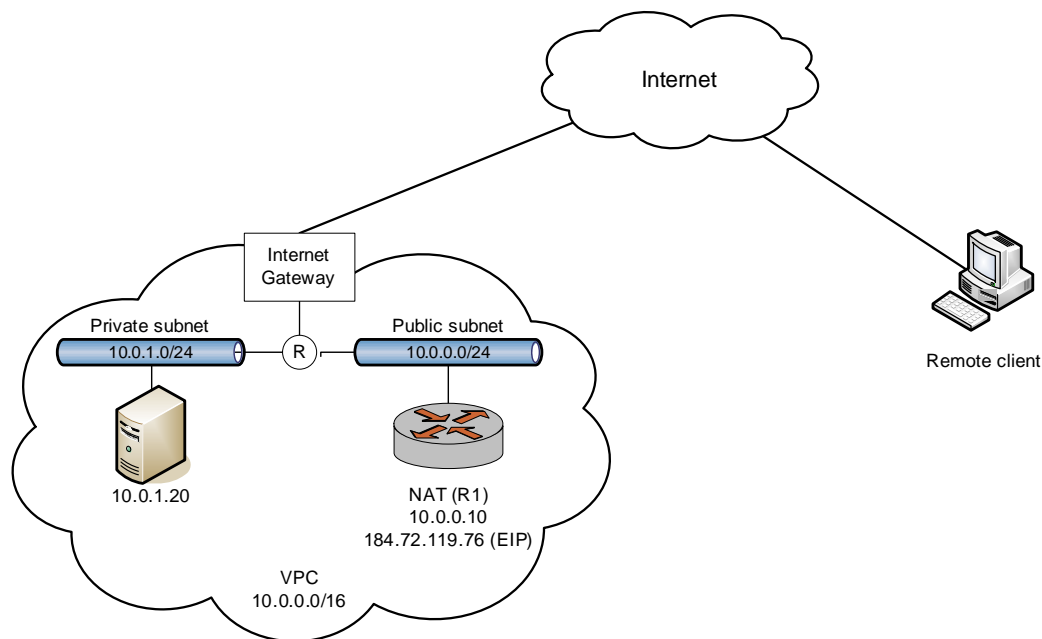 Internet
Internet
Gateway
Private subnet
Public subnet
10.0.1.0/24
R
10.0.0.0/24
Remote client
10.0.1.20
NAT (R1)
10.0.0.10
184.72.119.76 (EIP)
VPC
10.0.0.0/16